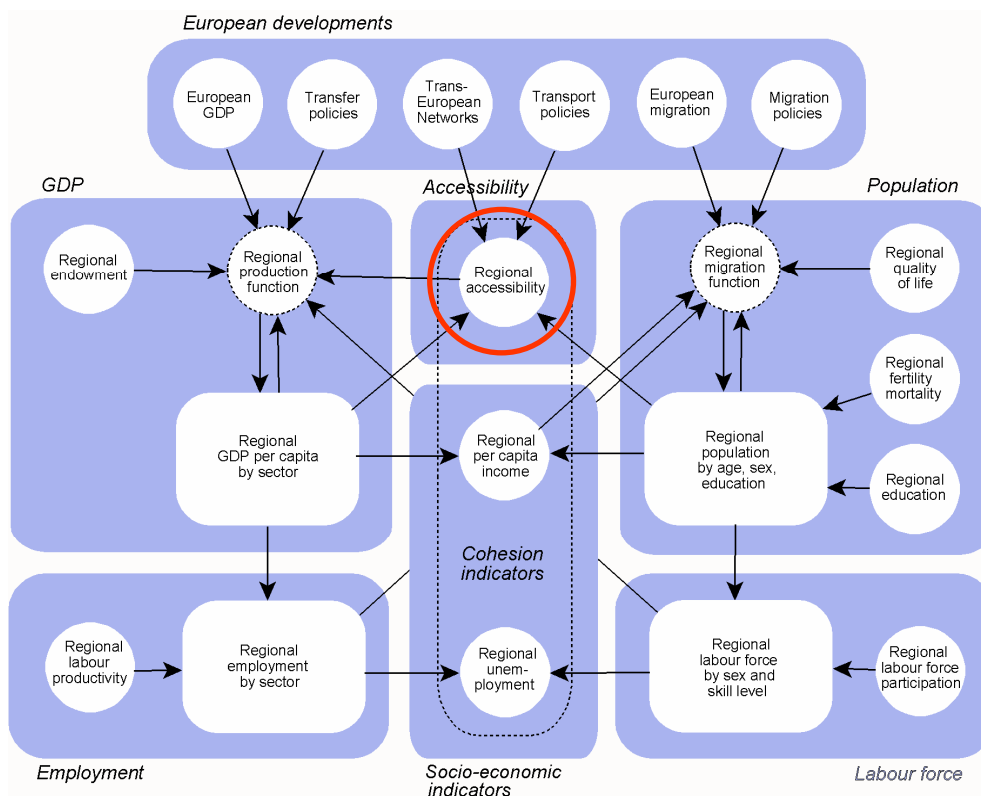 European developments
European
GDP
Transfer
policies
Trans-
European
Networks
Transport
policies
European
migration
Migration
policies
GDP
Accessibility
Population
Regional
endowment
Regional
production
function
Regional
accessibility
Regional
migration
function
Regional
quality
of life
Regional
fertility
mortality
Regional
GDP per capita
by sector
Regional
per capita
income
Regional
population
by age, sex,
education
Regional
education
Cohesion
indicators
Regional
labour
productivity
Regional
employment
by sector
Regional
unem-
ployment
Regional
labour force
by sex and
skill level
Regional
labour force
participation
Employment
Socio-economic
indicators
Labour force